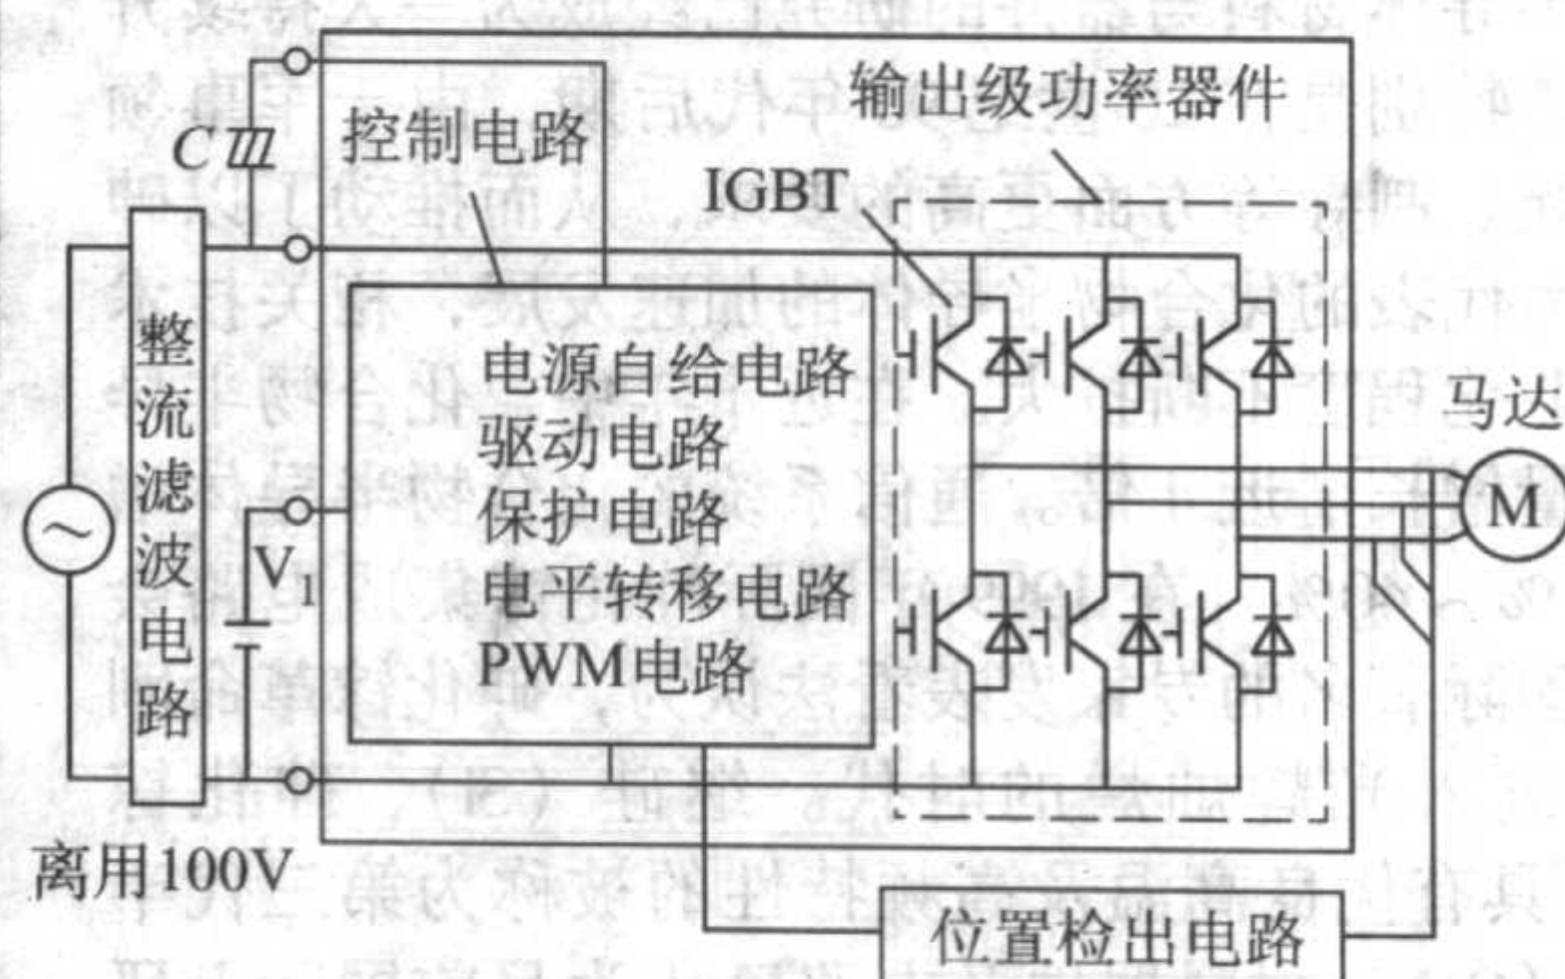 输出级功率器件
控制电路
C
IGBT
整流滤波电路
电源自给电路
驱动电路
保护电路
电平转移电路
PWM电路
V1
马达
M
离用100V
位置检出电路